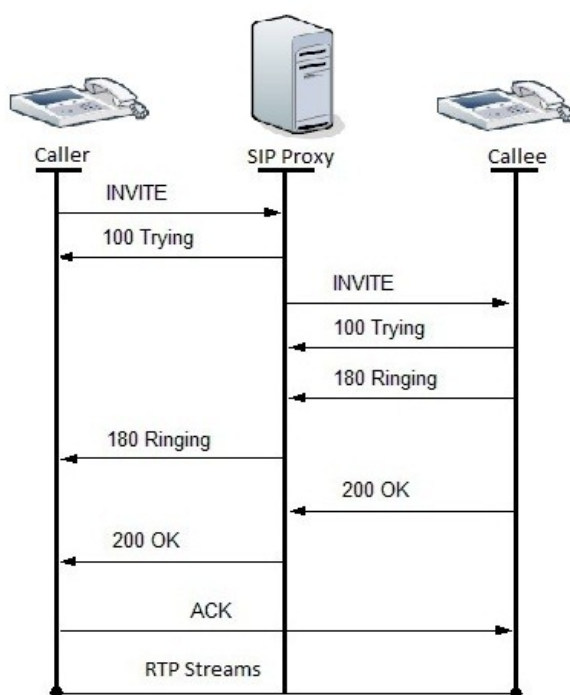 Caller
SIP Proxy
Callee
INVITE
100 Trying
INVITE
100 Trying
180 Ringing
180 Ringing
200 OK
200 OK
ACK
RTP Streams